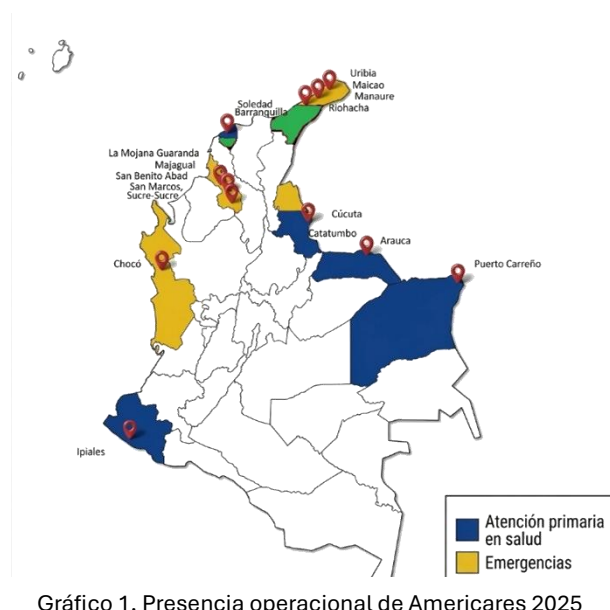 Uribia
Maicao
Manaure
Riohacha
Soledad
Barranquilla
La Mojana Guaranda
Majagual
San Benito Abad
San Marcos,
Sucre-Sucre
Cúcuta
Catatumbo
Arauca
Puerto Carreño
Chocó
Ipiales
Atención primaria
en salud
Emergencias
Gráfico 1. Presencia operacional de Americares 2025